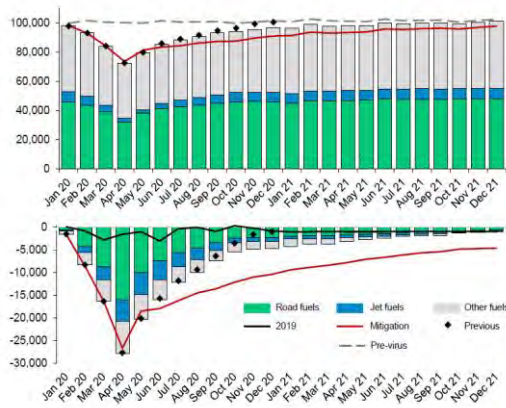 100,000
80,000
60,000
40,000
20,000
0
Jan 20 Feb 20 Mar 20 Apr 20 May 20 Jun 20 Jul 20 Aug 20 Sep 20 Oct 20 Nov 20 Dec 20 Jan 21 Feb 21 Mar 21 Apr 21 May 21 Jun 21 Jul 21 Aug 21 Sep 21 Oct 21 Nov 21 Dec 21
0
-5,000
-10,000
-15,000
-20,000
-25,000
-30,000
Road fuels Jet fuels Other fuels
2019 Mitigation Previous
Pre-virus
Jan 20 Feb 20 Mar 20 Apr 20 May 20 Jun 20 Jul 20 Aug 20 Sep 20 Oct 20 Nov 20 Dec 20 Jan 21 Feb 21 Mar 21 Apr 21 May 21 Jun 21 Jul 21 Aug 21 Sep 21 Oct 21 Nov 21 Dec 21